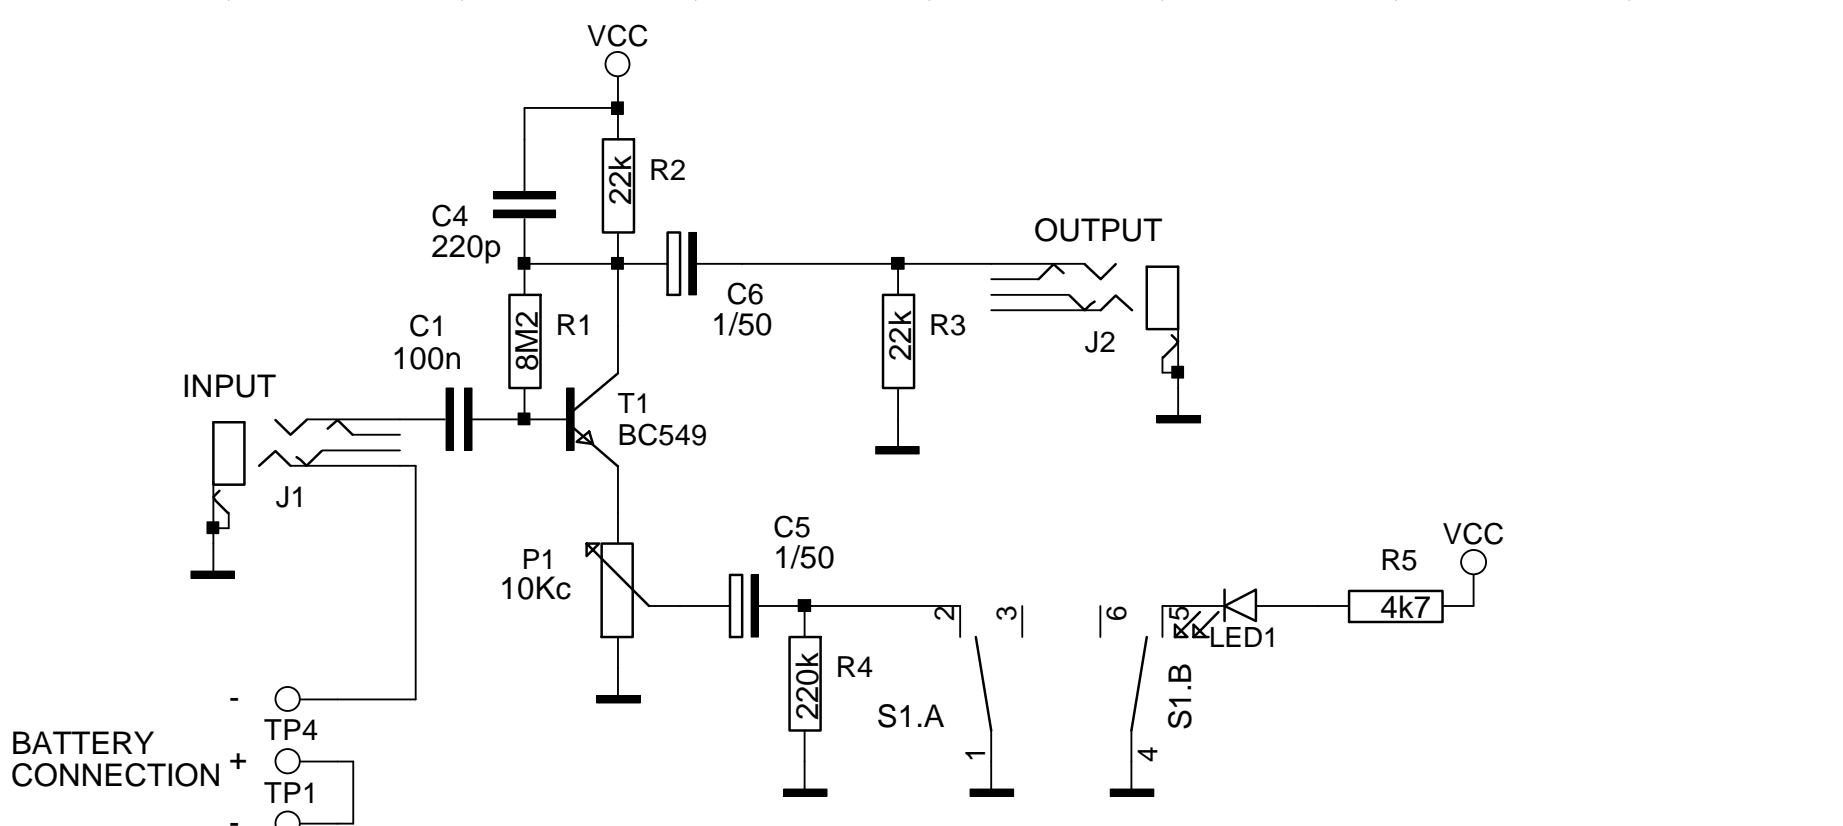 VCC
22k
R2
C4
220p
OUTPUT
C6
1/50
C1
100n
8M2
R1
22k
R3
J2
INPUT
T1
BC549
J1
C5
1/50
VCC
P1
10Kc
R5
2
3
6
5
4k7
LED1
220k
R4
S1.A
S1.B
-
TP4
BATTERY
CONNECTION
+
1
4
TP1
-